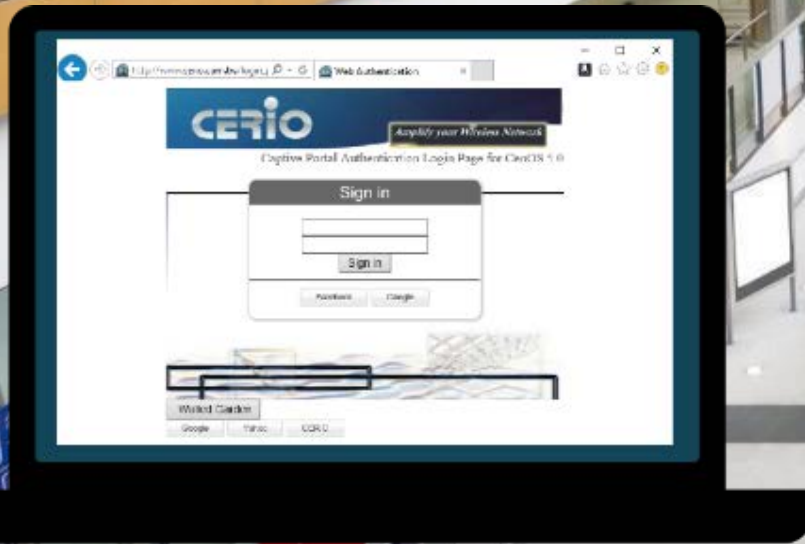 Web Authentication
CERIO
Amplify your Wireless Network
Captive Portal Authentication Login Page for CenOS 5.0
Sign in
Sign in
Facebook Google
Walled Garden
Google Yahoo CERIO